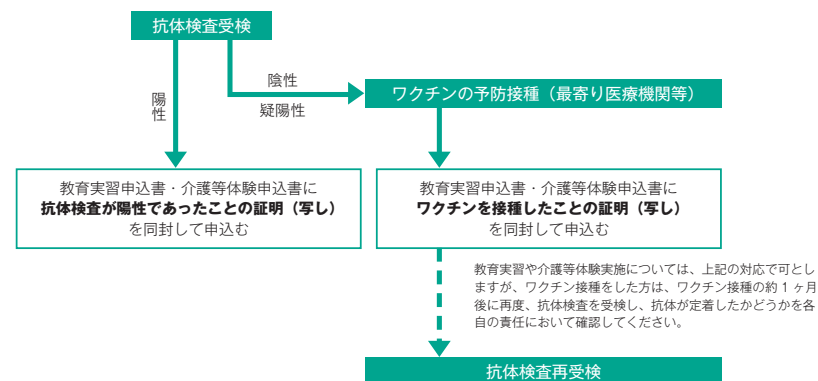 抗体検査受検
陽性
陰性
疑陽性
ワクチンの予防接種（最寄り医療機関等）
教育実習申込書・介護等体験申込書に
抗体検査が陽性であったことの証明（写し）
を同封して申込む
教育実習申込書・介護等体験申込書に
ワクチンを接種したことの証明（写し）
を同封して申込む
教育実習や介護等体験実施については、上記の対応で可とし
ますが、ワクチン接種をした方は、ワクチン接種の約 1 ヶ月
後に再度、抗体検査を受検し、抗体が定着したかどうかを各
自の責任において確認してください。
抗体検査再受検